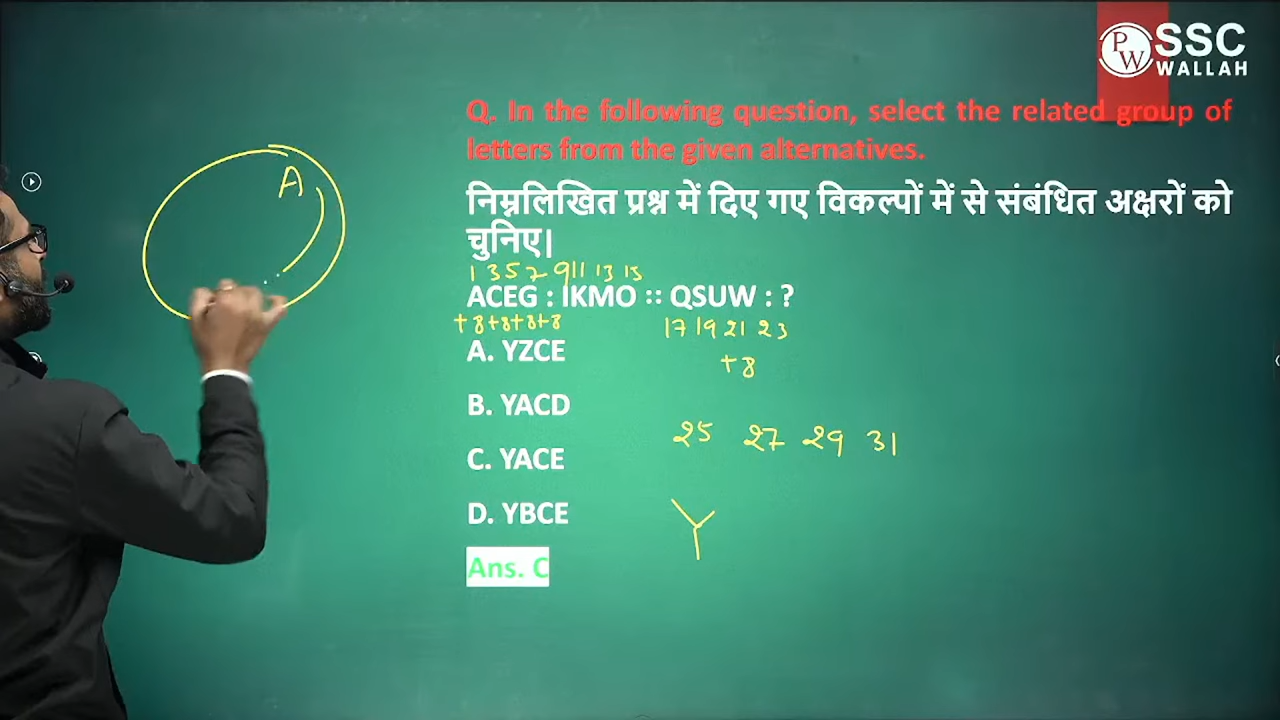 PW SSC
WALLAH
Q. In the following question, select the related group of
letters from the given alternatives.
निम्नलिखित प्रश्न में दिए गए विकल्पों में से संबंधित अक्षरों को
चुनिए।
1 3 5 7 9 11 13 15
ACEG : IKMO :: QSUW : ?
+8+8+8+8 17 19 21 23
A. YZCE
+8
B. YACD
25 27 29 31
C. YACE
D. YBCE
Y
Ans. C
A